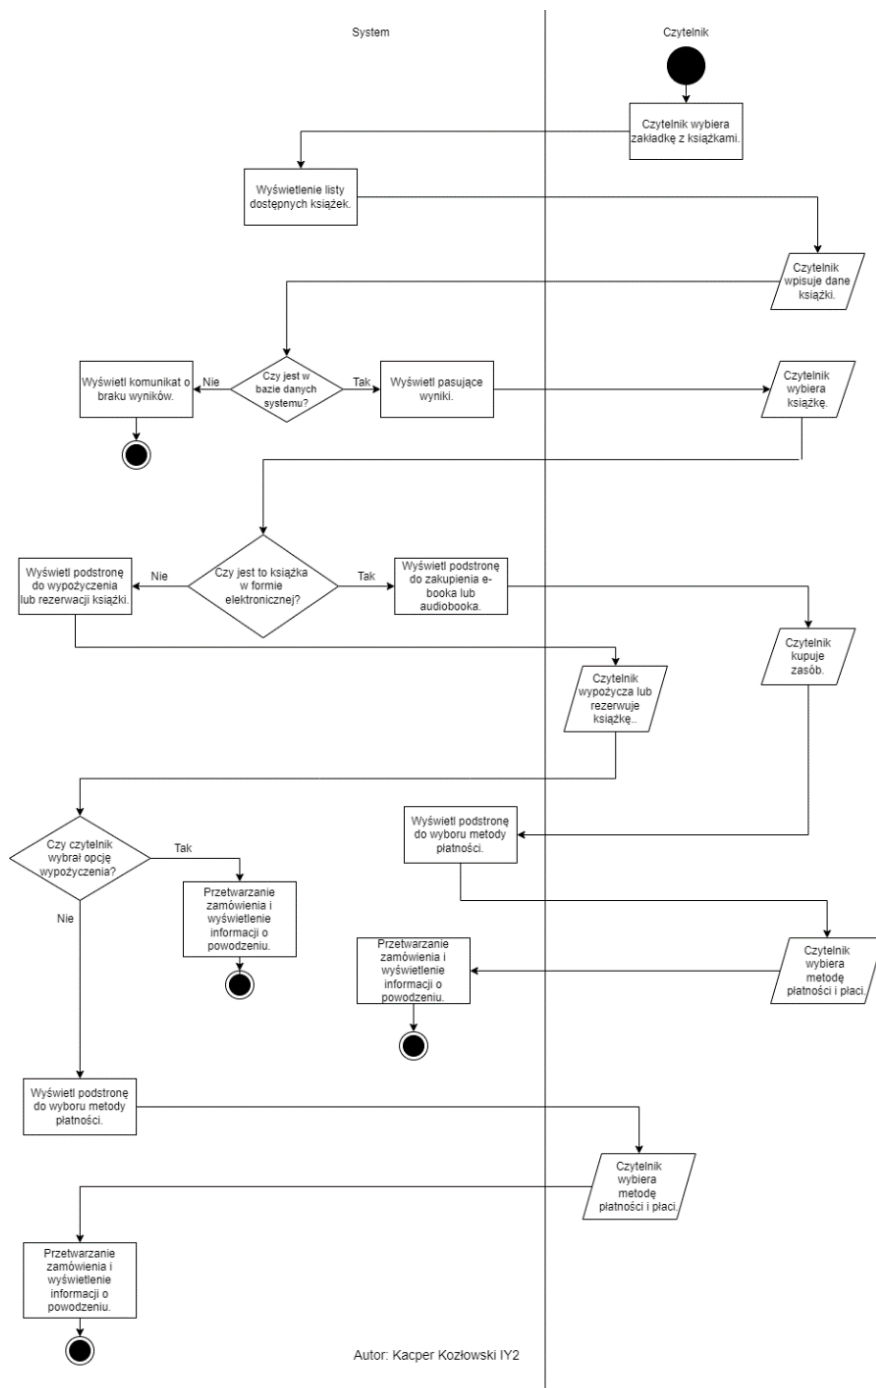 System
Czytelnik
Czytelnik wybiera
zakładkę z książkami.
Wyświetlenie listy
dostępnych książek.
Czytelnik
wpisuje dane
książki.
Wyświetl komunikat o
braku wyników.
Nie
Czy jest w
bazie danych
systemu?
Tak
Wyświetl pasujące
wyniki.
Czytelnik
wybiera
książkę.
Wyświetl podstronę
do wypożyczenia
lub rezerwacji książki.
Nie
Czy jest to książka
w formie
elektronicznej?
Tak
Wyświetl podstronę
do zakupienia e-
booka lub
audiobooka.
Czytelnik
kupuje
zasób.
Czytelnik
wypożycza lub
rezerwuje
książkę..
Czy czytelnik
wybrał opcję
wypożyczenia?
Tak
Nie
Wyświetl podstronę
do wyboru metody
płatności.
Przetwarzanie
zamówienia i
wyświetlenie
informacji o
powodzeniu.
Przetwarzanie
zamówienia i
wyświetlenie
informacji o
powodzeniu.
Czytelnik
wybiera
metodę
płatności i płaci.
Wyświetl podstronę
do wyboru metody
płatności.
Czytelnik
wybiera
metodę
płatności i płaci.
Przetwarzanie
zamówienia i
wyświetlenie
informacji o
powodzeniu.
Autor: Kacper Kozłowski IY2